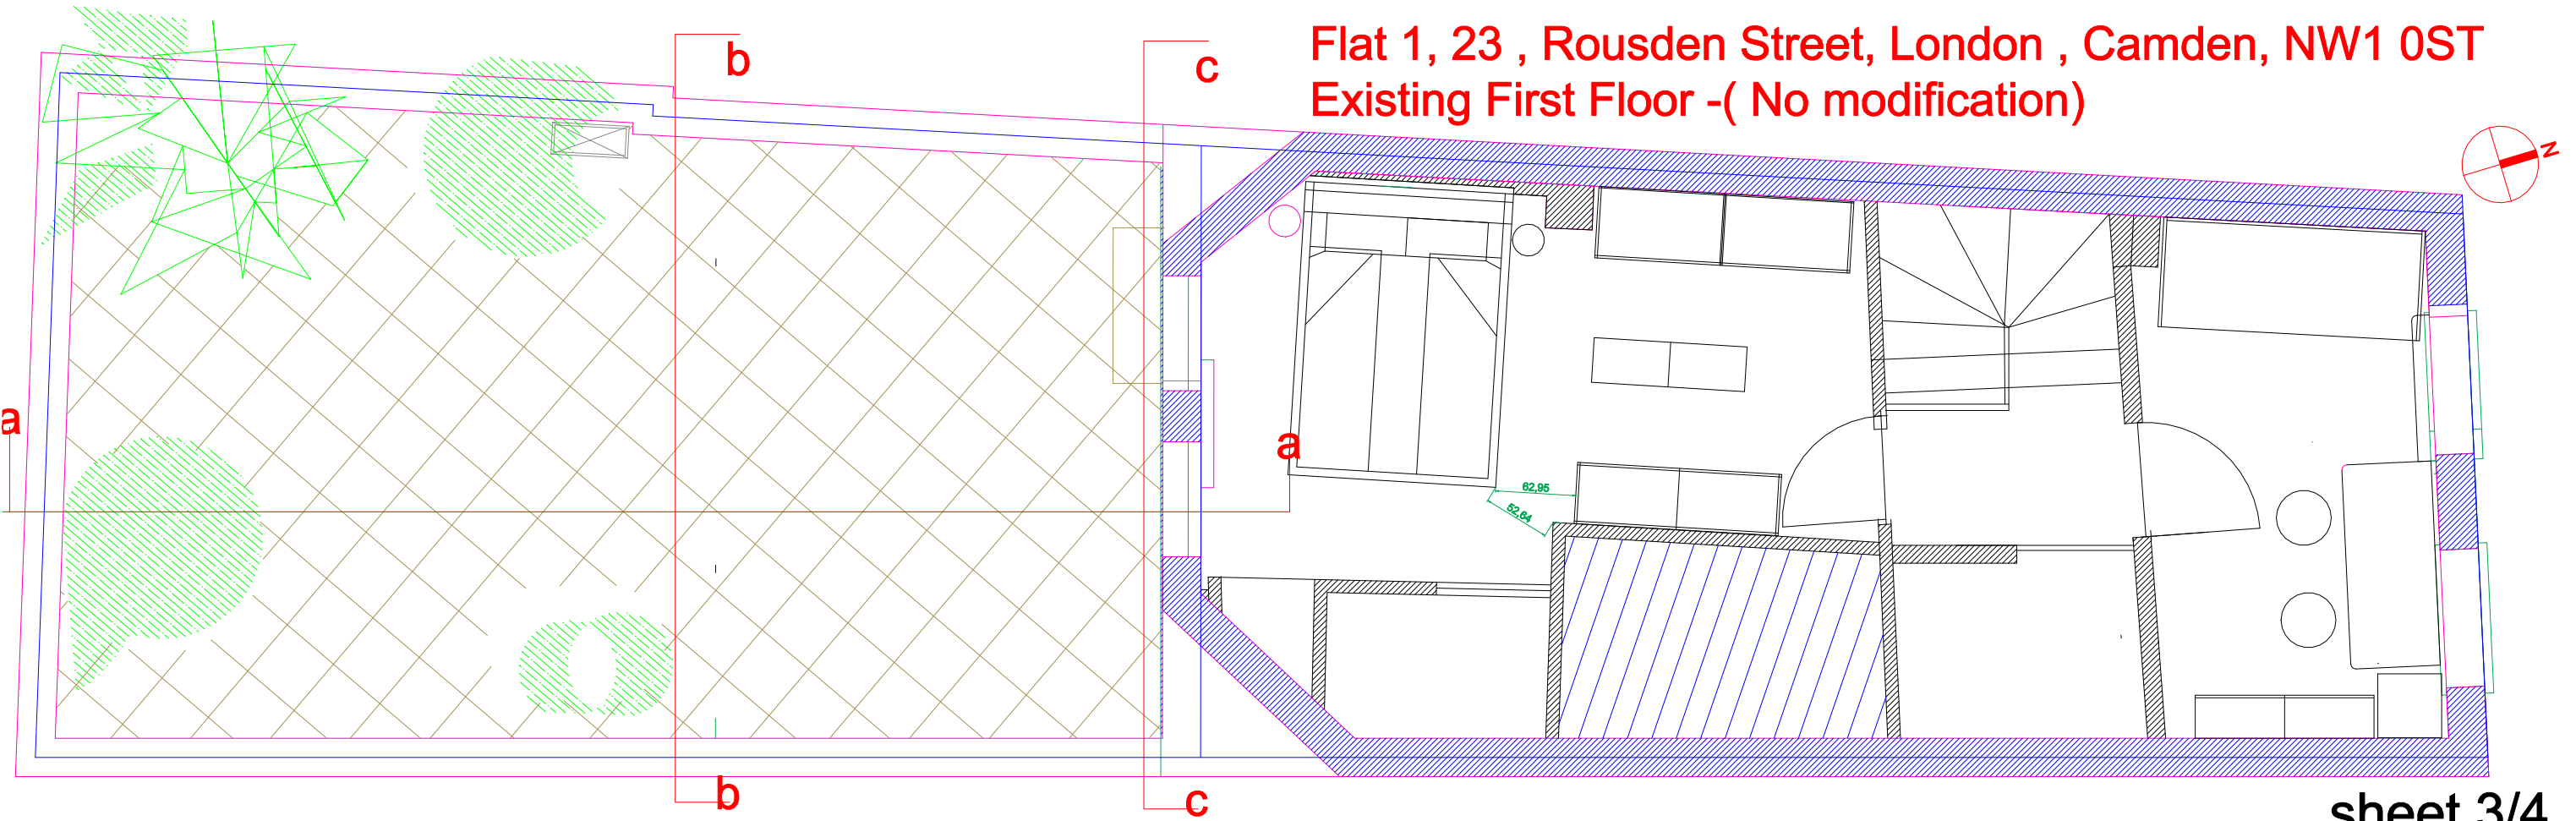 Flat 1, 23 , Rousden Street, London , Camden, NW1 0ST
Existing First Floor -( No modification)
b
c
N
a
a
62,95
52,64
b
c
sheet 3/4